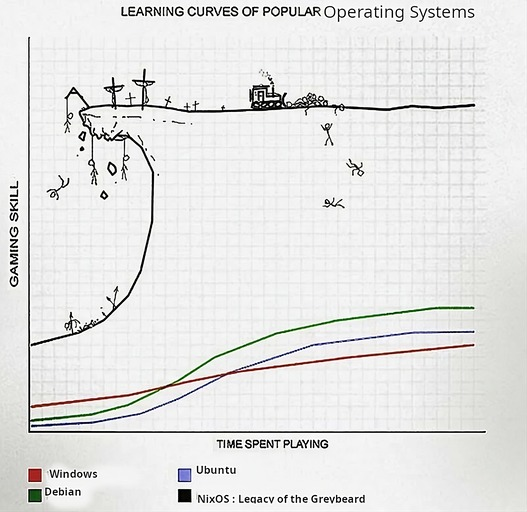 LEARNING CURVES OF POPULAR Operating Systems
GAMING SKILL
TIME SPENT PLAYING
Windows
Ubuntu
Debian
NixOS : Legacy of the Greybeard